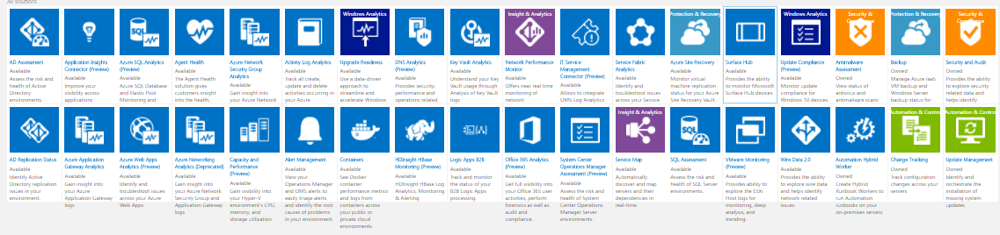 All solutions
Windows Analytics
Insight & Analytics
Protection & Recovery
Windows Analytics
Security &
Protection & Recovery
Security &
AD Assessment
Available
Assess the risk and
health of Active
Directory
environments.
Application Insights
Connector (Preview)
Available
Improve your
visibility across
applications
Azure SQL Analytics
(Preview)
Available
Azure SQL Database
and Elastic Pool
Monitoring and
Agent Health
Available
The Agent Health
solution gives
customers insight
into the health,
Azure Network
Security Group
Analytics
Available
Gain insight into
your Azure Network
Activity Log Analytics
Available
Track all create,
update and delete
activities occurring in
your Azure
Upgrade Readiness
Available
Use a data-driven
approach to
streamline and
accelerate Windows
DNS Analytics
(Preview)
Available
Provides security,
performance and
operations related
Key Vault Analytics
Available
Understand your Key
Vault usage through
Analysis of Key Vault
logs
Network Performance
Monitor
Available
Offers near real time
monitoring of
network
IT Service
Management
Connector (Preview)
Available
Allows to integrate
OMS Log Analytics
Service Fabric
Analytics
Available
Identify and
troubleshoot issues
across your Service
Azure Site Recovery
Available
Monitor virtual
machine replication
status for your Azure
Site Recovery Vault.
Surface Hub
Available
Provides the ability
to monitor Microsoft
Surface Hub devices.
Update Compliance
(Preview)
Available
Monitor update
compliance for
Windows 10 devices.
Antimalware
Assessment
Owned
View status of
antivirus and
antimalware scans
Backup
Owned
Manage Azure IaaS
VM backup and
Windows Server
backup status for
Security and Audit
Owned
Provides the ability
to explore security
related data and
helps identify
Insight & Analytics
Automation & Contro
Automation & Contro
AD Replication Status
Available
Identify Active
Directory replication
issues in your
environment.
Azure Application
Gateway Analytics
Available
Gain insight into
your Azure
Application Gateway
logs
Azure Web Apps
Analytics (Preview)
Available
Identify and
troubleshoot issues
across your Azure
Web Apps
Azure Networking
Analytics (Deprecated)
Available
Gain insight into
your Azure Network
Security Group and
Application Gateway
logs
Capacity and
Performance
(Preview)
Available
Gain visibility into
your Hyper-V
environment's CPU,
memory, and
storage utilization.
Alert Management
Available
View your
Operations Manager
and OMS alerts to
easily triage alerts
and identify the root
causes of problems
in your environment.
Containers
Available
See Docker
container
performance metrics
and logs from
containers across
your public or
private cloud
environments.
HDInsight HBase
Monitoring (Preview)
Available
HDInsight HBase Log
Analytics, Monitoring
& Alerting
Logic Apps B2B
Available
Track and monitor
the status of your
B2B Logic Apps
processing.
Office 365 Analytics
(Preview)
Available
Get full visibility into
your Office 365 user
activities, perform
forensics as well as
audit and
compliance.
System Center
Operations Manager
Assessment (Preview)
Available
Assess the risk and
health of System
Center Operations
Manager Server
environments.
Service Map
Available
Automatically
discover and map
servers and their
dependencies in
real-time.
SQL Assessment
Available
Assess the risk and
health of SQL Server
environments.
VMware Monitoring
(Preview)
Available
Provides ability to
explore the ESXi
Host logs for
monitoring, deep
analysis, and
trending.
Wire Data 2.0
Available
Provides the ability
to explore wire data
and helps identify
network related
issues.
Automation Hybrid
Worker
Owned
Create Hybrid
Runbook Workers to
run Automation
runbooks on your
on-premises servers.
Change Tracking
Owned
Track configuration
changes across your
servers
Update Management
Owned
Identify and
orchestrate the
installation of
missing system
updates.